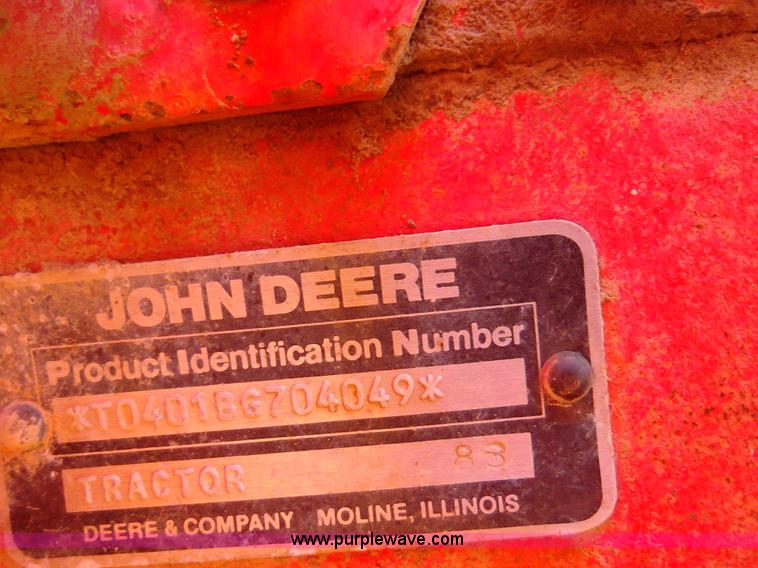 JOHN DEERE
Product Identification Number
*T0401BG704049*
TRACTOR 83
DEERE & COMPANY MOLINE, ILLINOIS
www.purplewave.com